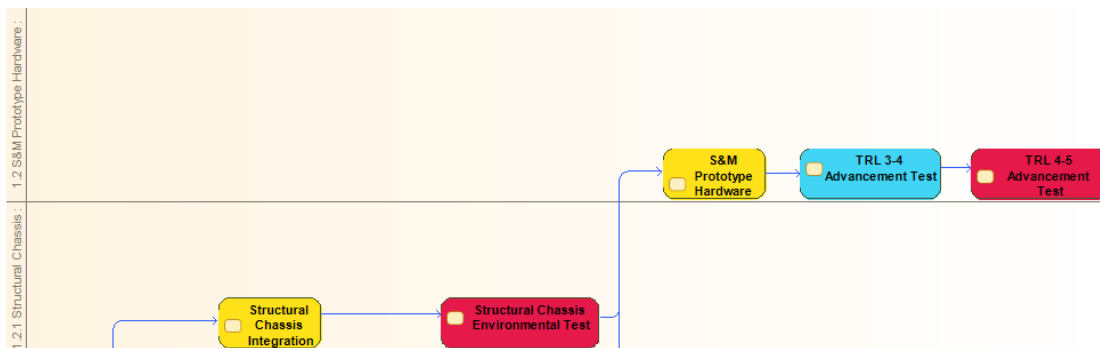 1.2 S&M Prototype Hardware :
S&M
Prototype
Hardware
TRL 3-4
Advancement Test
TRL 4-5
Advancement
Test
1.2.1 Structural Chassis :
Structural
Chassis
Integration
Structural Chassis
Environmental Test